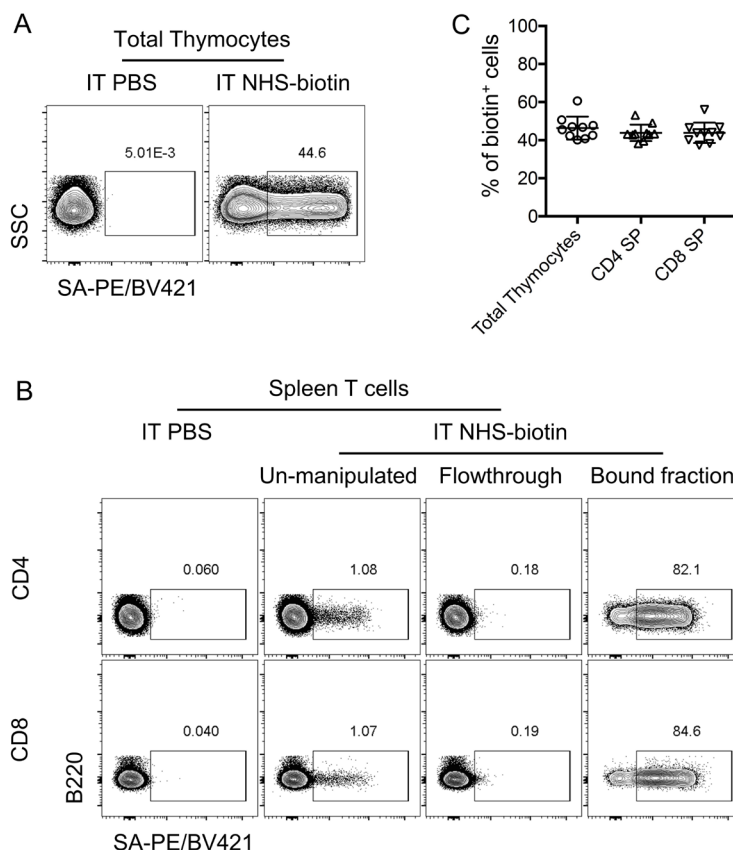 A
Total Thymocytes
IT PBS
IT NHS-biotin
5.01E-3
44.6
SSC
SA-PE/BV421
C
% of biotin+ cells
100
80
60
40
20
0
Total Thymocytes
CD4 SP
CD8 SP
B
Spleen T cells
IT PBS
IT NHS-biotin
Un-manipulated
Flowthrough
Bound fraction
CD4
0.060
1.08
0.18
82.1
CD8
0.040
1.07
0.19
84.6
B220
SA-PE/BV421